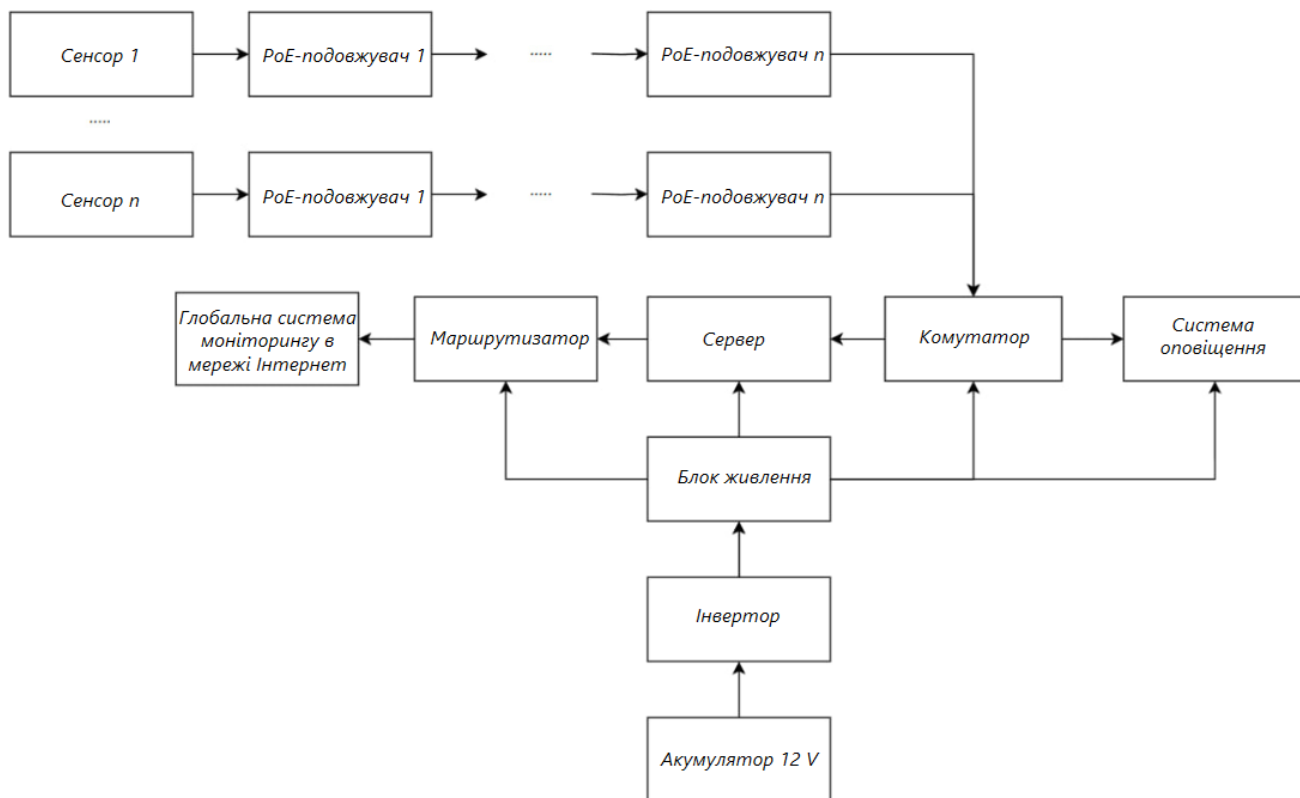 Сенсор 1
PoE-подовжувач 1
.....
PoE-подовжувач n
.....
Сенсор n
PoE-подовжувач 1
.....
PoE-подовжувач n
Глобальна система
моніторингу в
мережі Інтернет
Маршрутизатор
Сервер
Комутатор
Система
оповіщення
Блок живлення
Інвертор
Акумулятор 12 V